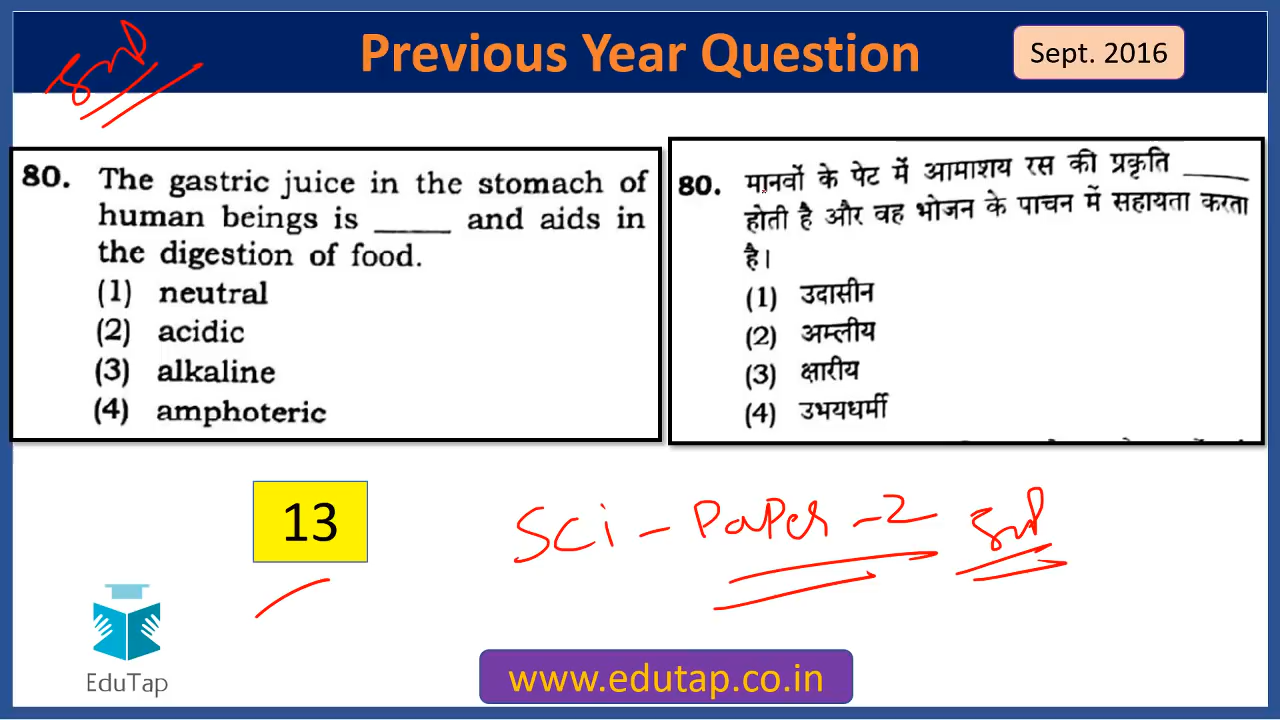 Previous Year Question
Sept. 2016
80. The gastric juice in the stomach of
human beings is ____ and aids in
the digestion of food.
(1) neutral
(2) acidic
(3) alkaline
(4) amphoteric
80. मानवों के पेट में आमाशय रस की प्रकृति ____
होती है और वह भोजन के पाचन में सहायता करता
है।
(1) उदासीन
(2) अम्लीय
(3) क्षारीय
(4) उभयधर्मी
13
Sci - Paper - 2
EduTap
www.edutap.co.in